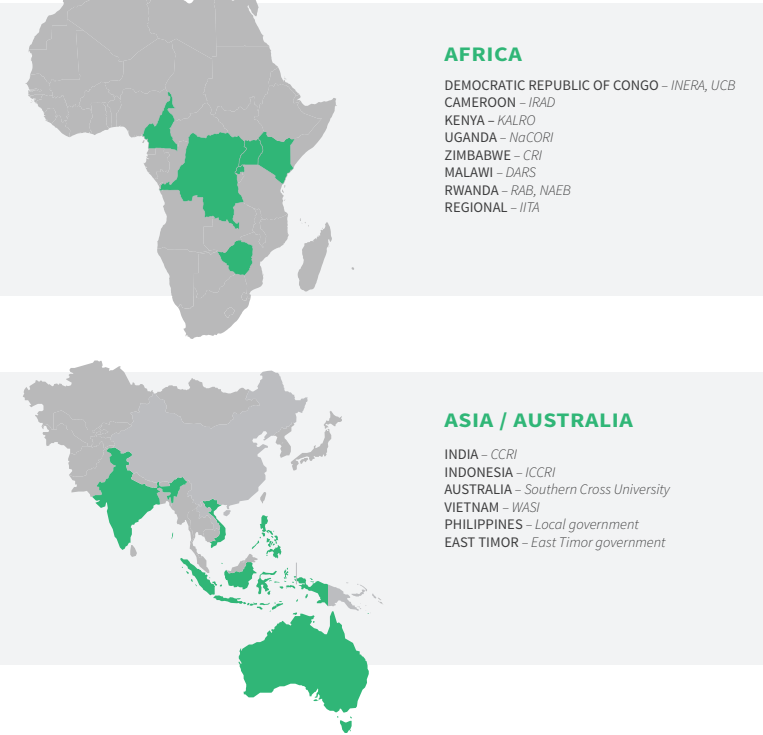 AFRICA
DEMOCRATIC REPUBLIC OF CONGO – INERA, UCB
CAMEROON – IRAD
KENYA – KALRO
UGANDA – NaCORI
ZIMBABWE – CRI
MALAWI – DARS
RWANDA – RAB, NAEB
REGIONAL – IITA
ASIA / AUSTRALIA
INDIA – CCRI
INDONESIA – ICCRI
AUSTRALIA – Southern Cross University
VIETNAM – WASI
PHILIPPINES – Local government
EAST TIMOR – East Timor government